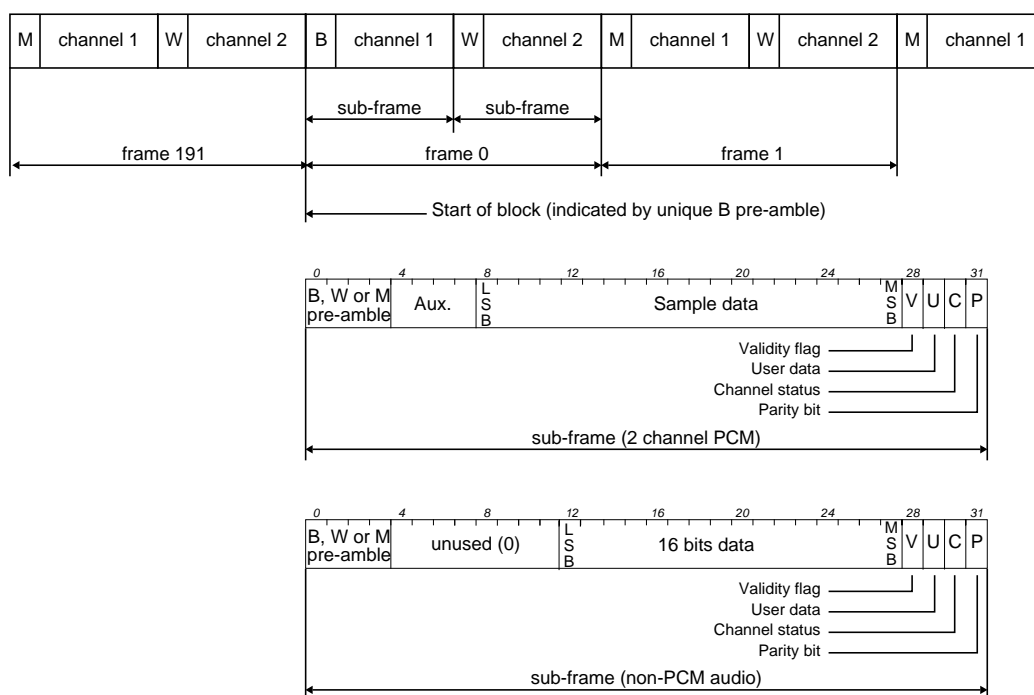 M channel 1 W channel 2 B channel 1 W channel 2 M channel 1 W channel 2 M channel 1
sub-frame sub-frame
frame 191 frame 0 frame 1
Start of block (indicated by unique B pre-amble)
0 4 8 12 16 20 24 28 31
B, W or M
pre-amble
Aux.
LSB
Sample data
MSB
V U C P
Validity flag
User data
Channel status
Parity bit
sub-frame (2 channel PCM)
0 4 8 12 16 20 24 28 31
B, W or M
pre-amble
unused (0)
LSB
16 bits data
MSB
V U C P
Validity flag
User data
Channel status
Parity bit
sub-frame (non-PCM audio)